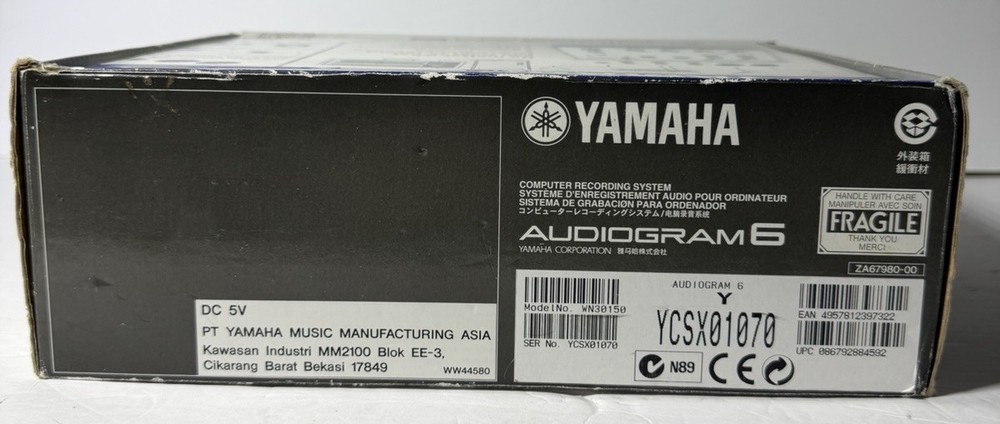 YAMAHA
外装箱
緩衝材
COMPUTER RECORDING SYSTEM
SYSTÈME D'ENREGISTREMENT AUDIO POUR ORDINATEUR
SISTEMA DE GRABACIÓN PARA ORDENADOR
コンピューターレコーディングシステム/电脑录音系统
AUDIOGRAM 6
YAMAHA CORPORATION 雅马哈株式会社
HANDLE WITH CARE
MANIPULER AVEC SOIN
FRAGILE
THANK YOU
MERCI
ZA67980-00
DC 5V
PT YAMAHA MUSIC MANUFACTURING ASIA
Kawasan Industri MM2100 Blok EE-3,
Cikarang Barat Bekasi 17849
WW44580
AUDIOGRAM 6
Y
Model No. WN30150
YCSX01070
SER No. YCSX01070
N89
CE
EAN 4957812397322
UPC 086792884592